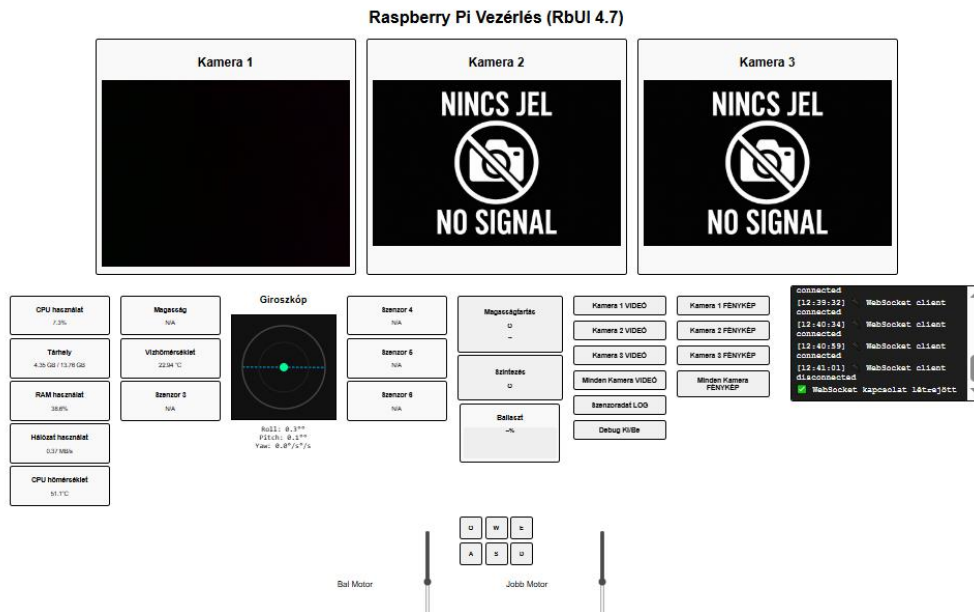 Raspberry Pi Vezérlés (RbUI 4.7)
Kamera 1
Kamera 2
Kamera 3
NINCS JEL
NO SIGNAL
NINCS JEL
NO SIGNAL
CPU használat
7.3%
Tárhely
4.35 GB / 13.76 GB
RAM használat
38.6%
Hálózat használat
0.37 MB/s
CPU hőmérséklet
51.1°C
Magasság
N/A
Vízhőmérséklet
22.94 °C
Szenzor 3
N/A
Giroszkóp
Roll: 0.3°°
Pitch: 0.1°°
Yaw: 0.0°/s°/s
Szenzor 4
N/A
Szenzor 5
N/A
Szenzor 6
N/A
Magasságtartás
–
Szintezés
Ballaszt
–%
Kamera 1 VIDEÓ
Kamera 2 VIDEÓ
Kamera 3 VIDEÓ
Minden Kamera VIDEÓ
Szenzoradat LOG
Debug KI/Be
Kamera 1 FÉNYKÉP
Kamera 2 FÉNYKÉP
Kamera 3 FÉNYKÉP
Minden Kamera
FÉNYKÉP
connected
[12:39:32] WebSocket client
connected
[12:40:34] WebSocket client
connected
[12:40:59] WebSocket client
connected
[12:41:01] WebSocket client
disconnected
✅ WebSocket kapcsolat létrejött
W E
A S
Bal Motor
Jobb Motor